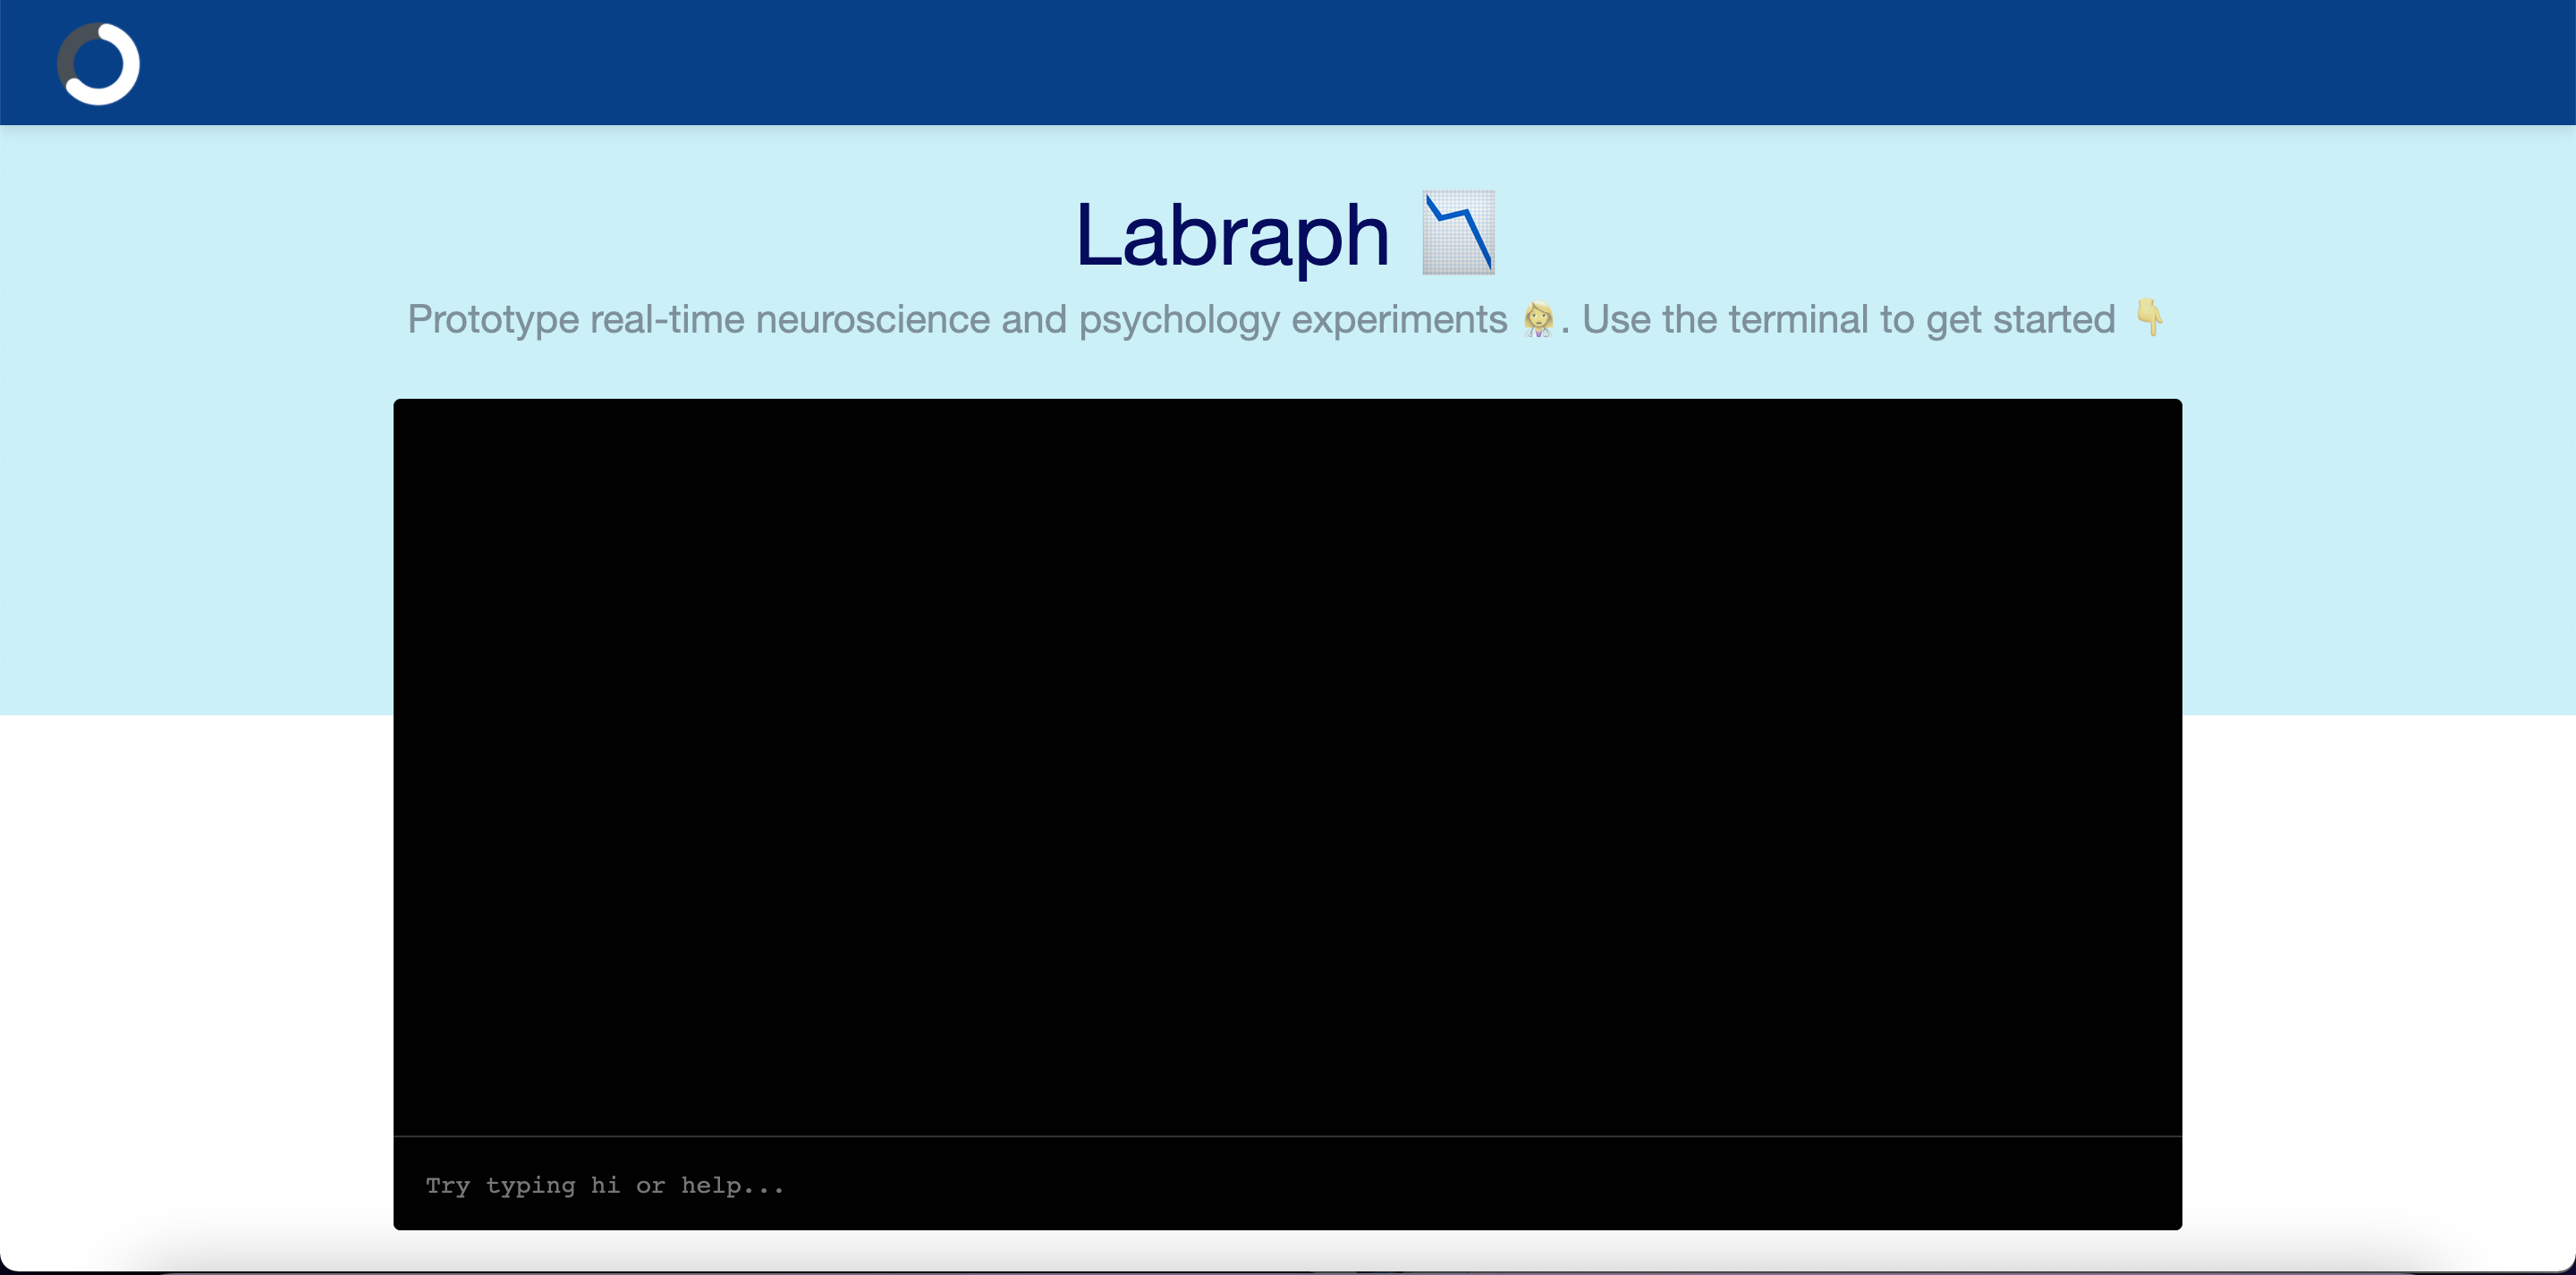 Labraph 📉
Prototype real-time neuroscience and psychology experiments 👩‍⚕️. Use the terminal to get started 👇
Try typing hi or help...